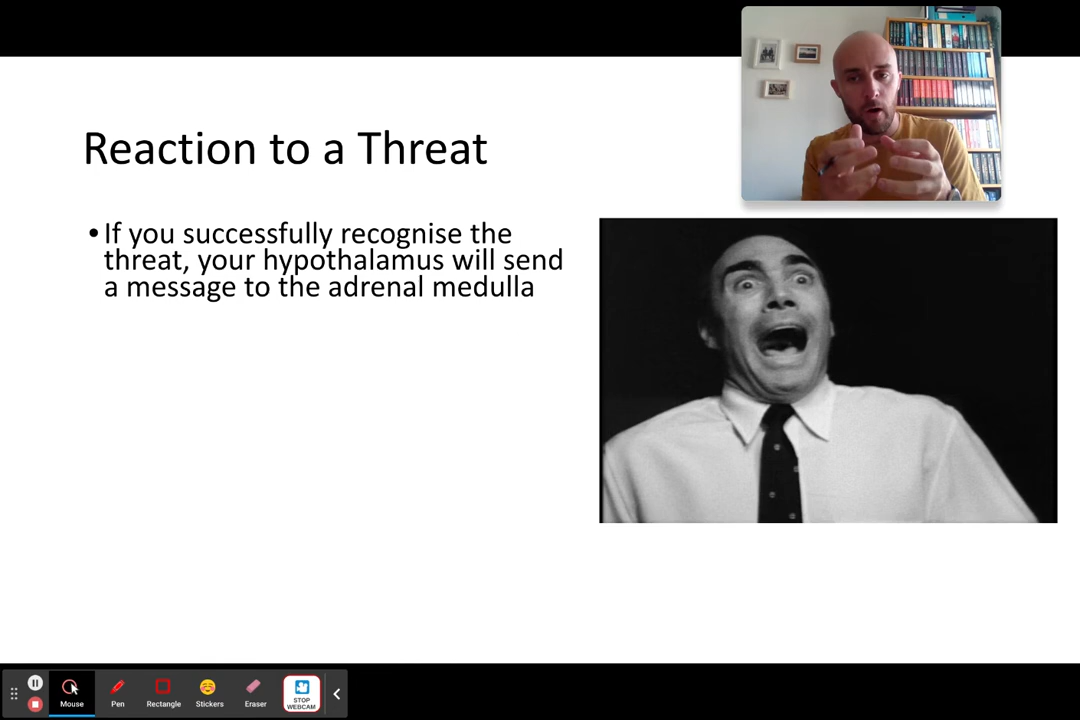 Reaction to a Threat
•If you successfully recognise the
threat, your hypothalamus will send
a message to the adrenal medulla
Mouse
Pen
Rectangle
Stickers
Eraser
STOP
WEBCAM